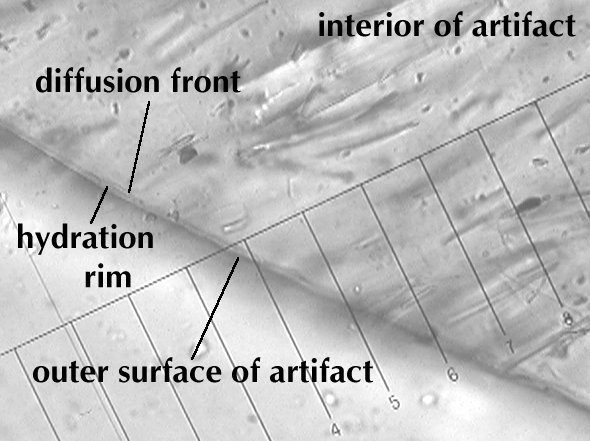 interior of artifact
diffusion front
hydration
rim
outer surface of artifact
4
5
6
7
8